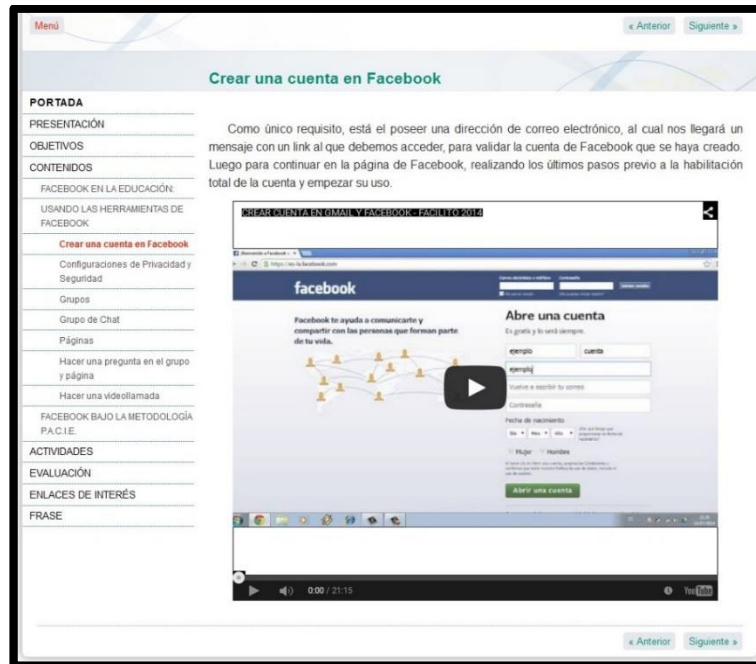 Menú
« Anterior Siguiente »
Crear una cuenta en Facebook
PORTADA
PRESENTACIÓN
OBJETIVOS
CONTENIDOS
FACEBOOK EN LA EDUCACIÓN:
USANDO LAS HERRAMIENTAS DE
FACEBOOK
Crear una cuenta en Facebook
Configuraciones de Privacidad y
Seguridad
Grupos
Grupo de Chat
Páginas
Hacer una pregunta en el grupo
y página
Hacer una videollamada
FACEBOOK BAJO LA METODOLOGÍA
P.A.C.I.E.
ACTIVIDADES
EVALUACIÓN
ENLACES DE INTERÉS
FRASE
Como único requisito, está el poseer una dirección de correo electrónico, al cual nos llegará un
mensaje con un link al que debemos acceder, para validar la cuenta de Facebook que se haya creado.
Luego para continuar en la página de Facebook, realizando los últimos pasos previo a la habilitación
total de la cuenta y empezar su uso.
CREAR CUENTA EN GMAIL Y FACEBOOK - FACILITO 2014
facebook
Facebook te ayuda a comunicarte y
compartir con las personas que forman parte
de tu vida.
Abre una cuenta
Es gratis y lo será siempre.
ejemplo cuenta
ejemplo
Vuelve a escribir tu correo
Contraseña
Fecha de nacimiento
Día Mes Año
Mujer Hombre
Abrir una cuenta
0:00 / 21:15
YouTube
« Anterior Siguiente »